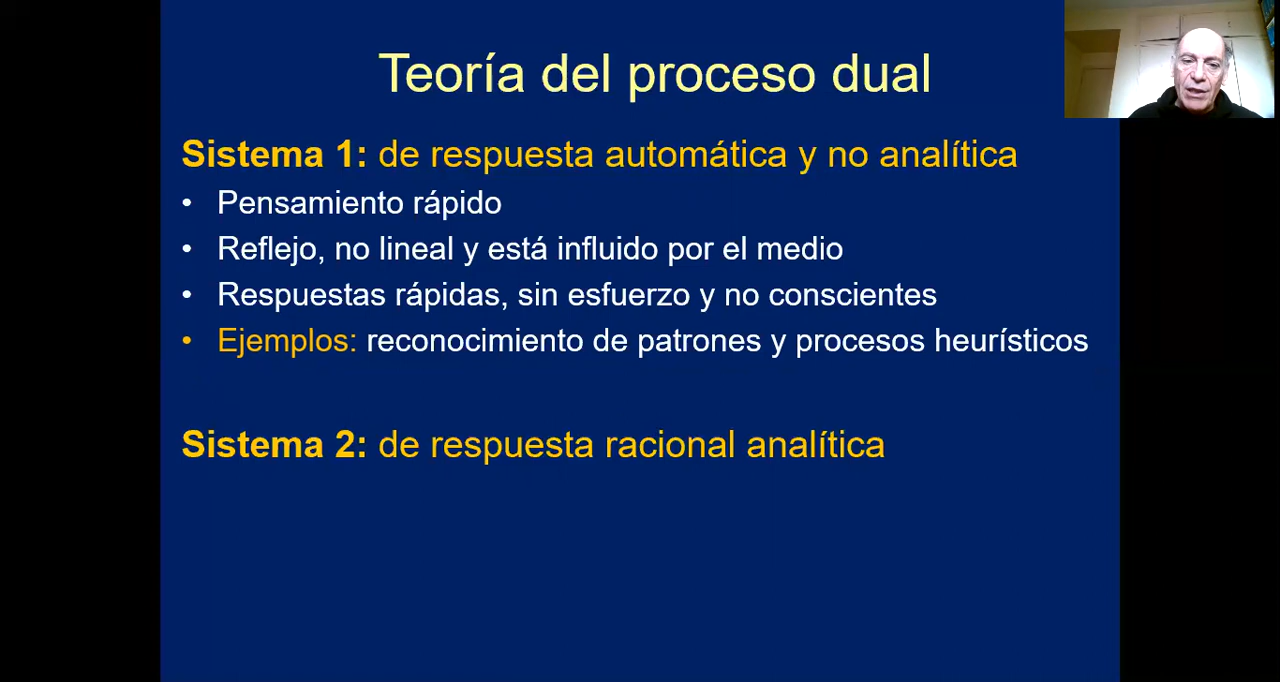 Teoría del proceso dual
Sistema 1: de respuesta automática y no analítica
• Pensamiento rápido
• Reflejo, no lineal y está influido por el medio
• Respuestas rápidas, sin esfuerzo y no conscientes
• Ejemplos: reconocimiento de patrones y procesos heurísticos
Sistema 2: de respuesta racional analítica